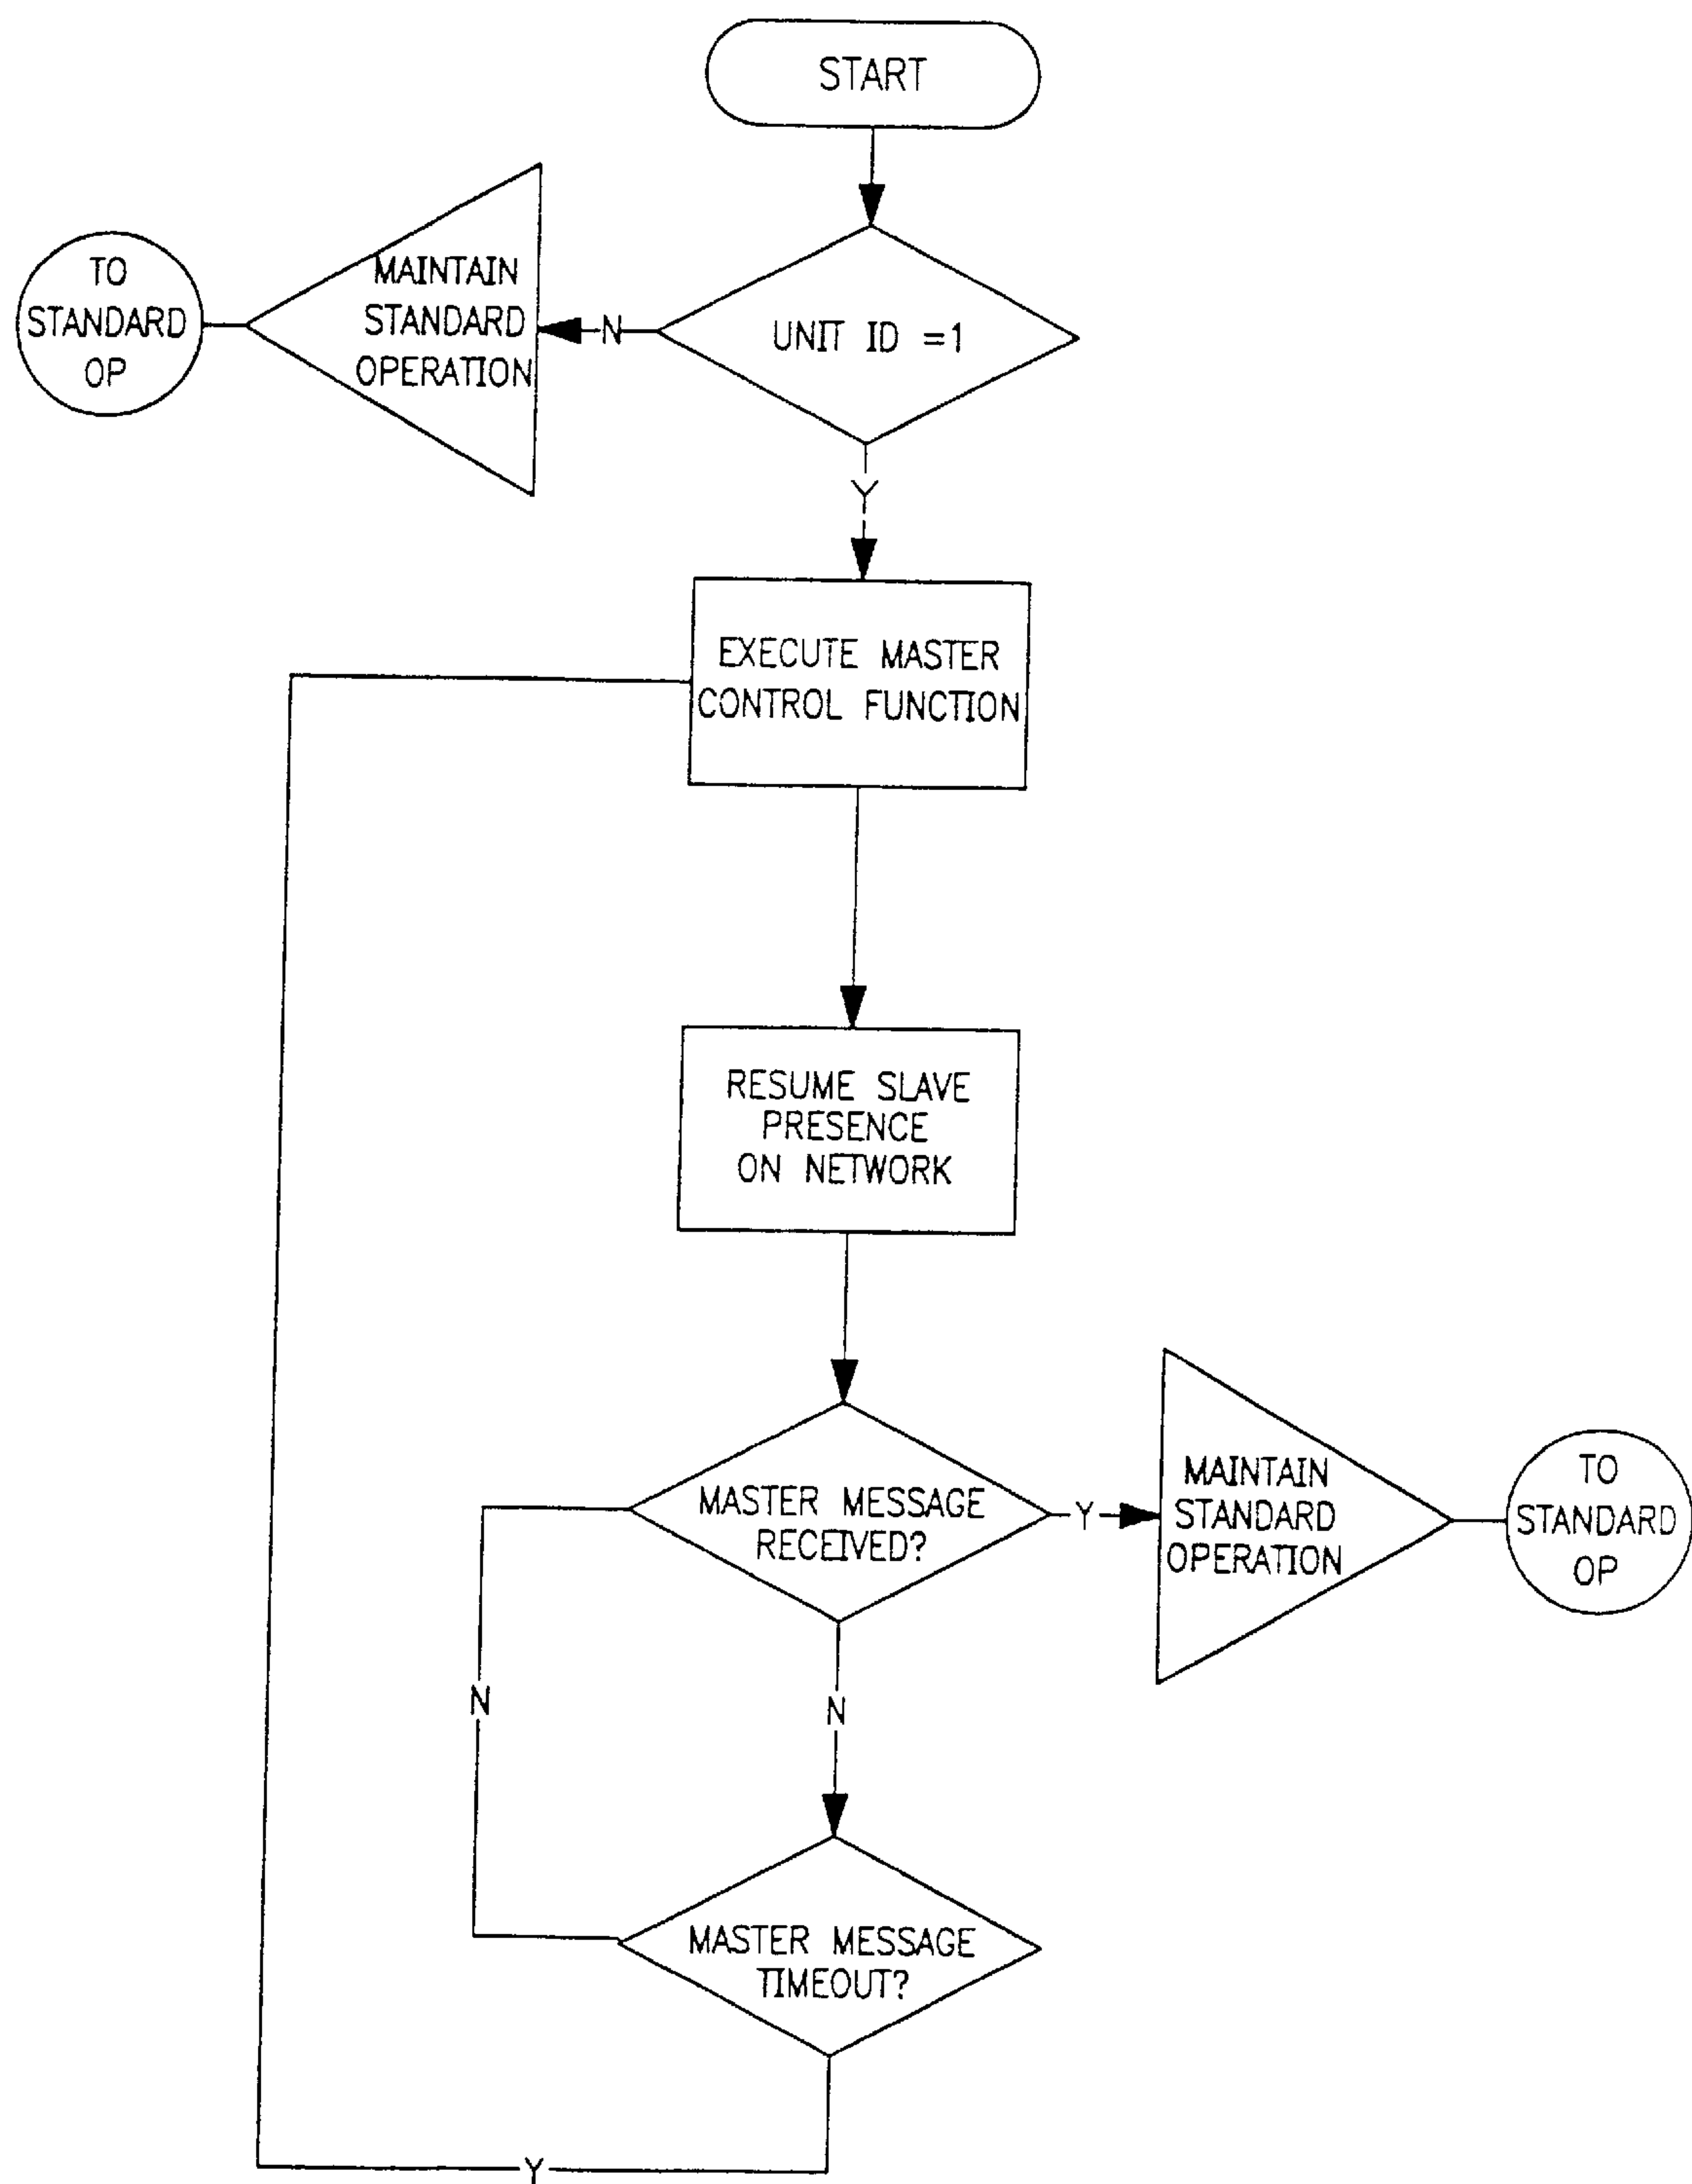 START
TO
STANDARD
OP
MAINTAIN
STANDARD
OPERATION
N
UNIT ID =1
Y
EXECUTE MASTER
CONTROL FUNCTION
RESUME SLAVE
PRESENCE
ON NETWORK
MASTER MESSAGE
RECEIVED?
Y
MAINTAIN
STANDARD
OPERATION
TO
STANDARD
OP
N
N
MASTER MESSAGE
TIMEOUT?
Y